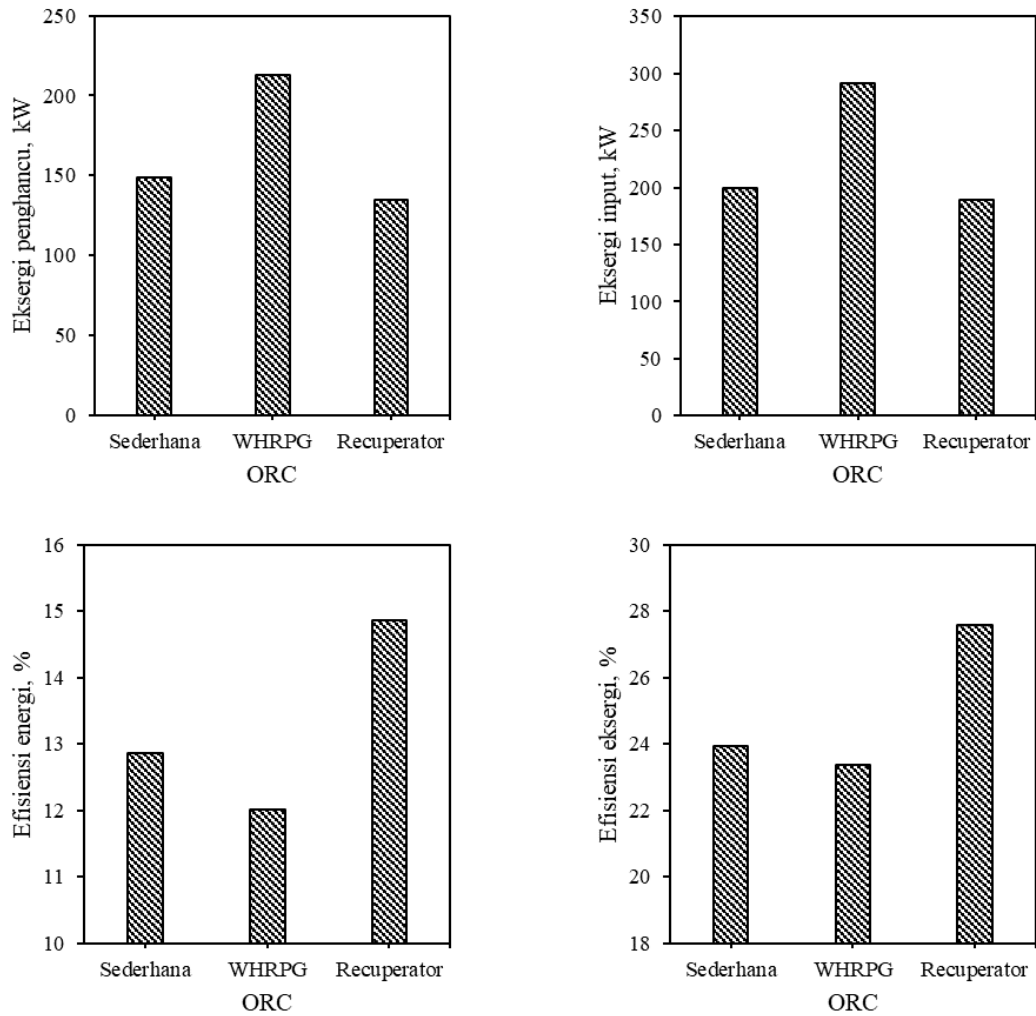 Eksergi penghancu, kW
250
200
150
100
50
0
Sederhana WHRPG Recuperator
ORC
Eksergi input, kW
350
300
250
200
150
100
50
0
Sederhana WHRPG Recuperator
ORC
Efisiensi energi, %
16
15
14
13
12
11
10
Sederhana WHRPG Recuperator
ORC
Efisiensi eksergi, %
30
28
26
24
22
20
18
Sederhana WHRPG Recuperator
ORC